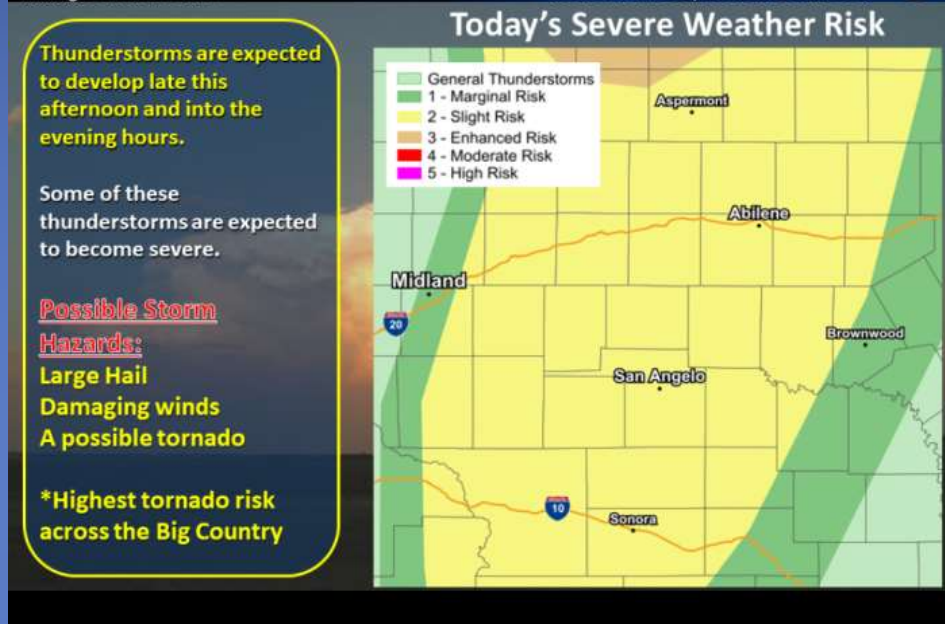 Today's Severe Weather Risk
Thunderstorms are expected
to develop late this
afternoon and into the
evening hours.
Some of these
thunderstorms are expected
to become severe.
Possible Storm
Hazards:
Large Hail
Damaging winds
A possible tornado
*Highest tornado risk
across the Big Country
General Thunderstorms
1 - Marginal Risk
2 - Slight Risk
3 - Enhanced Risk
4 - Moderate Risk
5 - High Risk
Aspermont
Abilene
Midland
20
Brownwood
San Angelo
10
Sonora